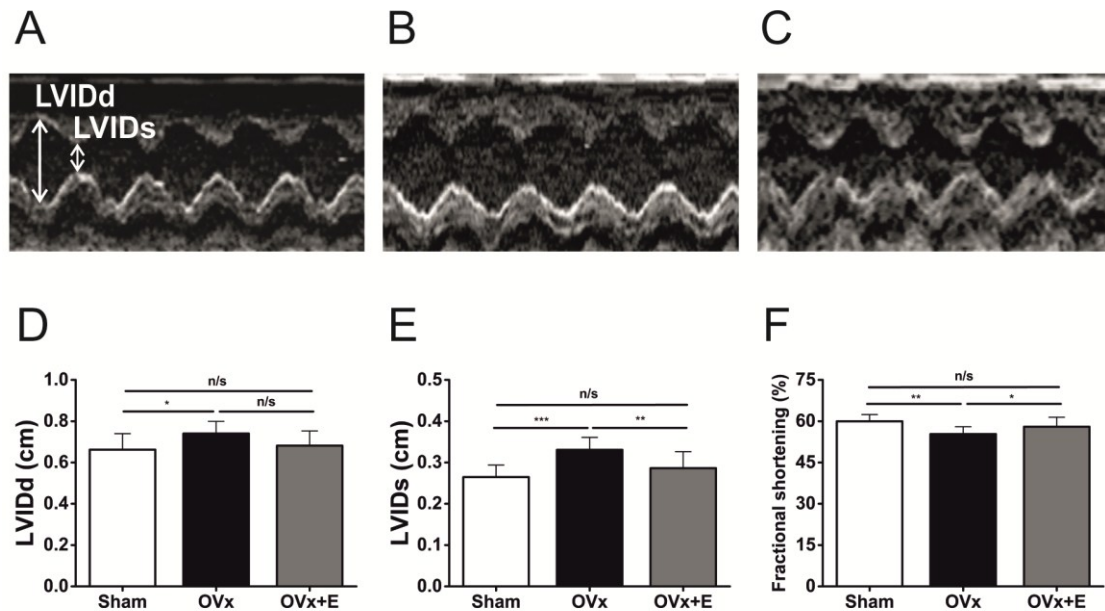 A
B
C
LVIDd
LVIDs
D
E
F
LVIDd (cm)
1.0
0.8
0.6
0.4
0.2
0.0
n/s
*
n/s
Sham
OVx
OVx+E
LVIDs (cm)
0.5
0.4
0.3
0.2
0.1
0.0
n/s
***
**
Sham
OVx
OVx+E
Fractional shortening (%)
75
60
45
30
15
0
n/s
**
*
Sham
OVx
OVx+E